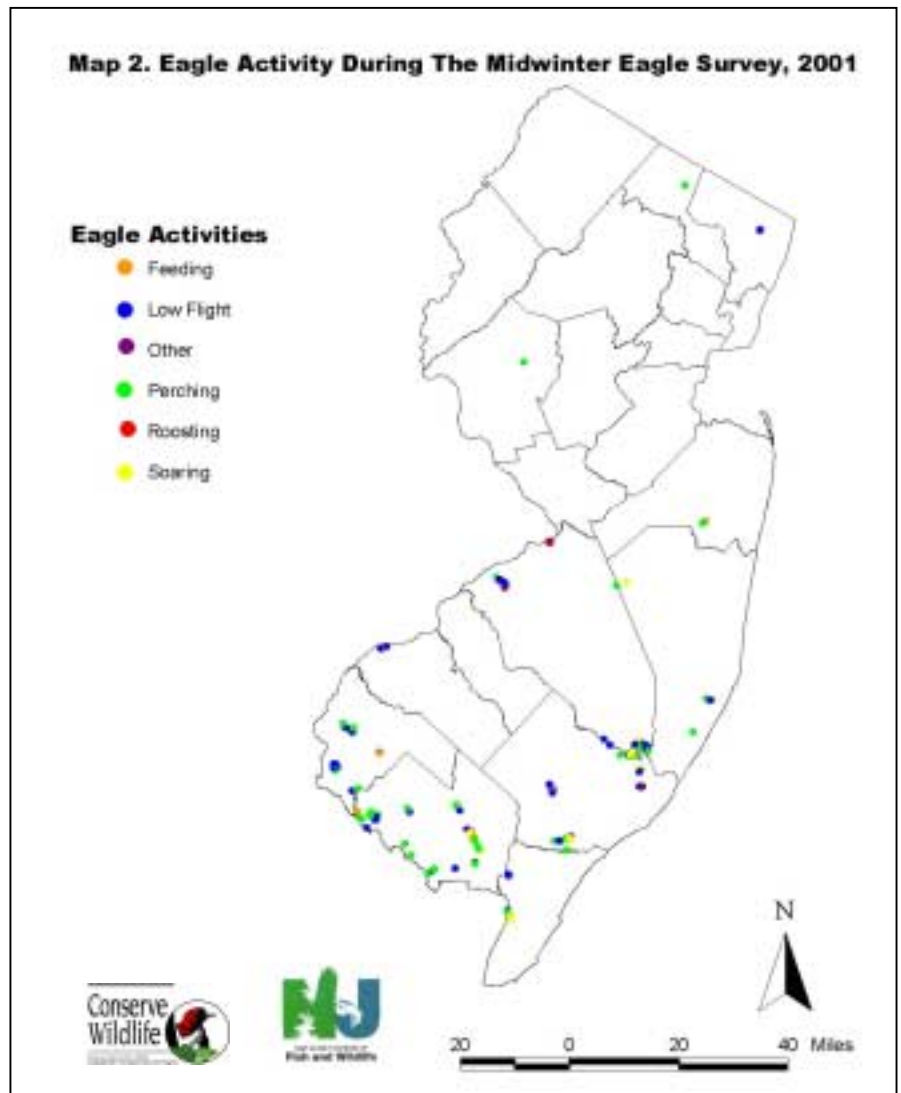 Map 2. Eagle Activity During The Midwinter Eagle Survey, 2001
Eagle Activities
Feeding
Low Flight
Other
Perching
Roosting
Soaring
N
Conserve
Wildlife
NJ
Fish and Wildlife
20 0 20 40 Miles